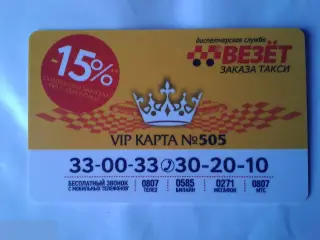 диспетчерская служба
ВЕЗЁТ
ЗАКАЗА ТАКСИ
-15%
VIP КАРТА №505
33-00-33 30-20-10
БЕСПЛАТНЫЙ ЗВОНОК
С МОБИЛЬНЫХ ТЕЛЕФОНОВ
0807
ТЕЛЕ2
0585
БИЛАЙН
0271
МЕГАФОН
0807
МТС